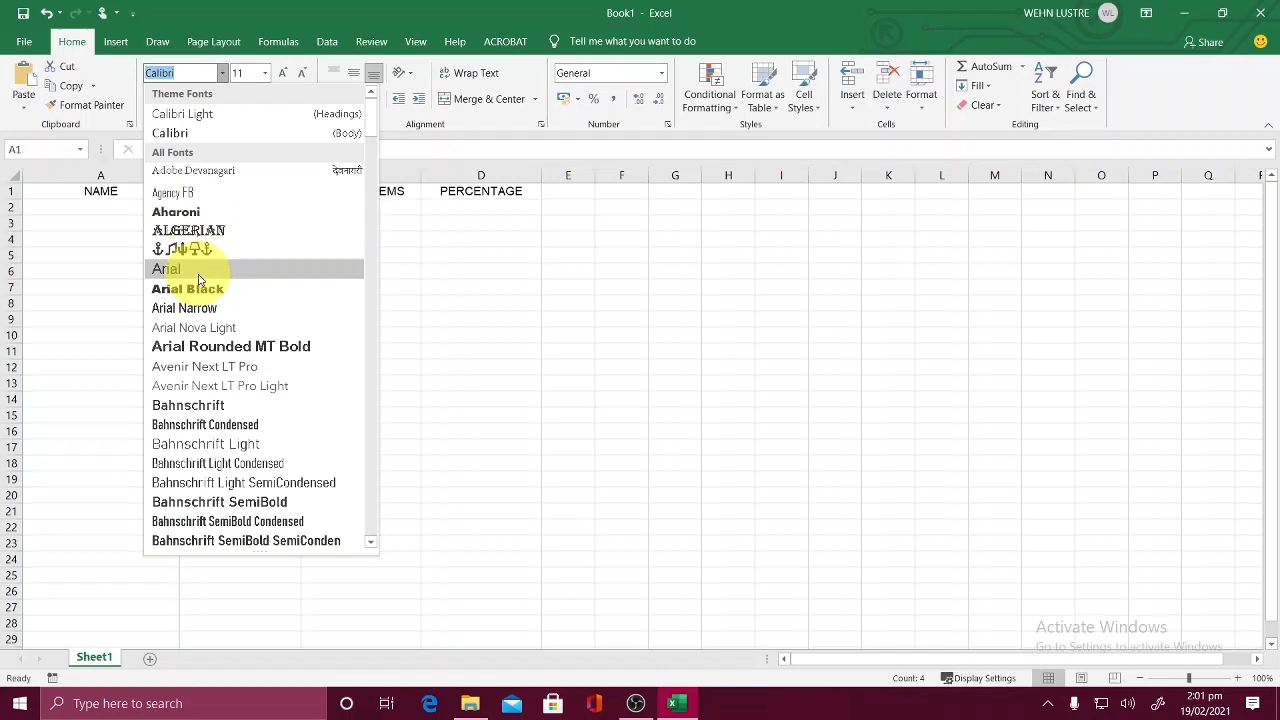 Book1 - Excel
WEHN LUSTRE WL
File Home Insert Draw Page Layout Formulas Data Review View Help ACROBAT Tell me what you want to do Share
Paste
Cut
Copy
Format Painter
Clipboard
Calibri 11
Wrap Text
Merge & Center
Alignment
General
Number
Conditional
Formatting
Format as
Table
Cell
Styles
Styles
Insert Delete Format
Cells
AutoSum
Fill
Clear
Sort &
Filter
Find &
Select
Editing
A1
Theme Fonts
Calibri Light (Headings)
Calibri (Body)
All Fonts
Adobe Devanagari देवनागरी
Agency FB
Aharoni
ALGERIAN
Arial
Arial Black
Arial Narrow
Arial Nova Light
Arial Rounded MT Bold
Avenir Next LT Pro
Avenir Next LT Pro Light
Bahnschrift
Bahnschrift Condensed
Bahnschrift Light
Bahnschrift Light Condensed
Bahnschrift Light SemiCondensed
Bahnschrift SemiBold
Bahnschrift SemiBold Condensed
Bahnschrift SemiBold SemiConden
A D E F G H I J K L M N O P Q
1 NAME EMS PERCENTAGE
2
3
4
5
6
7
8
9
10
11
12
13
14
15
16
17
18
19
20
21
22
23
24
25
26
27
28
29
Activate Windows
Go to Settings to activate Windows.
Sheet1
Ready Count: 4 Display Settings 100%
Type here to search
2:01 pm
19/02/2021